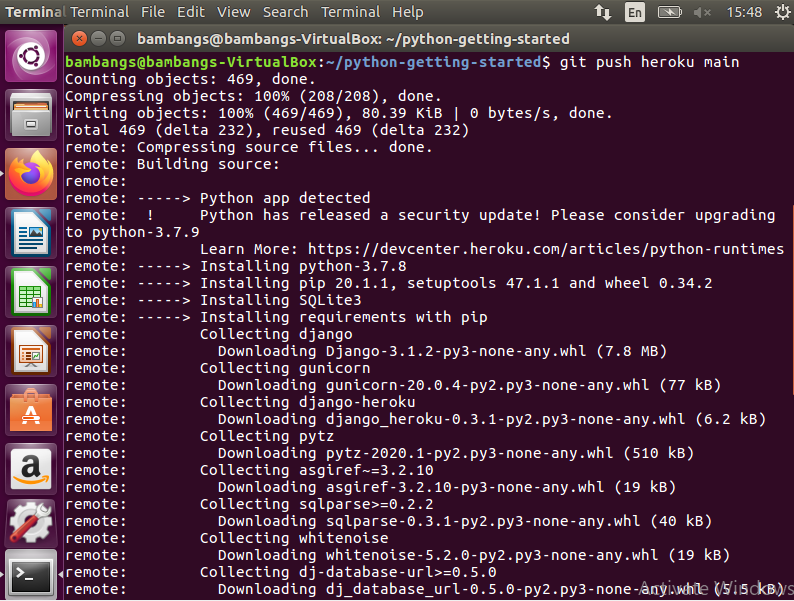 Terminal Terminal File Edit View Search Terminal Help En 15:48
bambangs@bambangs-VirtualBox: ~/python-getting-started
bambangs@bambangs-VirtualBox:~/python-getting-started$ git push heroku main
Counting objects: 469, done.
Compressing objects: 100% (208/208), done.
Writing objects: 100% (469/469), 80.39 KiB | 0 bytes/s, done.
Total 469 (delta 232), reused 469 (delta 232)
remote: Compressing source files... done.
remote: Building source:
remote:
remote: -----> Python app detected
remote:  !     Python has released a security update! Please consider upgrading
to python-3.7.9
remote:        Learn More: https://devcenter.heroku.com/articles/python-runtimes
remote: -----> Installing python-3.7.8
remote: -----> Installing pip 20.1.1, setuptools 47.1.1 and wheel 0.34.2
remote: -----> Installing SQLite3
remote: -----> Installing requirements with pip
remote:        Collecting django
remote:          Downloading Django-3.1.2-py3-none-any.whl (7.8 MB)
remote:        Collecting gunicorn
remote:          Downloading gunicorn-20.0.4-py2.py3-none-any.whl (77 kB)
remote:        Collecting django-heroku
remote:          Downloading django_heroku-0.3.1-py2.py3-none-any.whl (6.2 kB)
remote:        Collecting pytz
remote:          Downloading pytz-2020.1-py2.py3-none-any.whl (510 kB)
remote:        Collecting asgiref~=3.2.10
remote:          Downloading asgiref-3.2.10-py3-none-any.whl (19 kB)
remote:        Collecting sqlparse>=0.2.2
remote:          Downloading sqlparse-0.3.1-py2.py3-none-any.whl (40 kB)
remote:        Collecting whitenoise
remote:          Downloading whitenoise-5.2.0-py2.py3-none-any.whl (19 kB)
remote:        Collecting dj-database-url>=0.5.0
remote:          Downloading dj_database_url-0.5.0-py2.py3-none-any.whl (5.5 kB)
Activate Windows